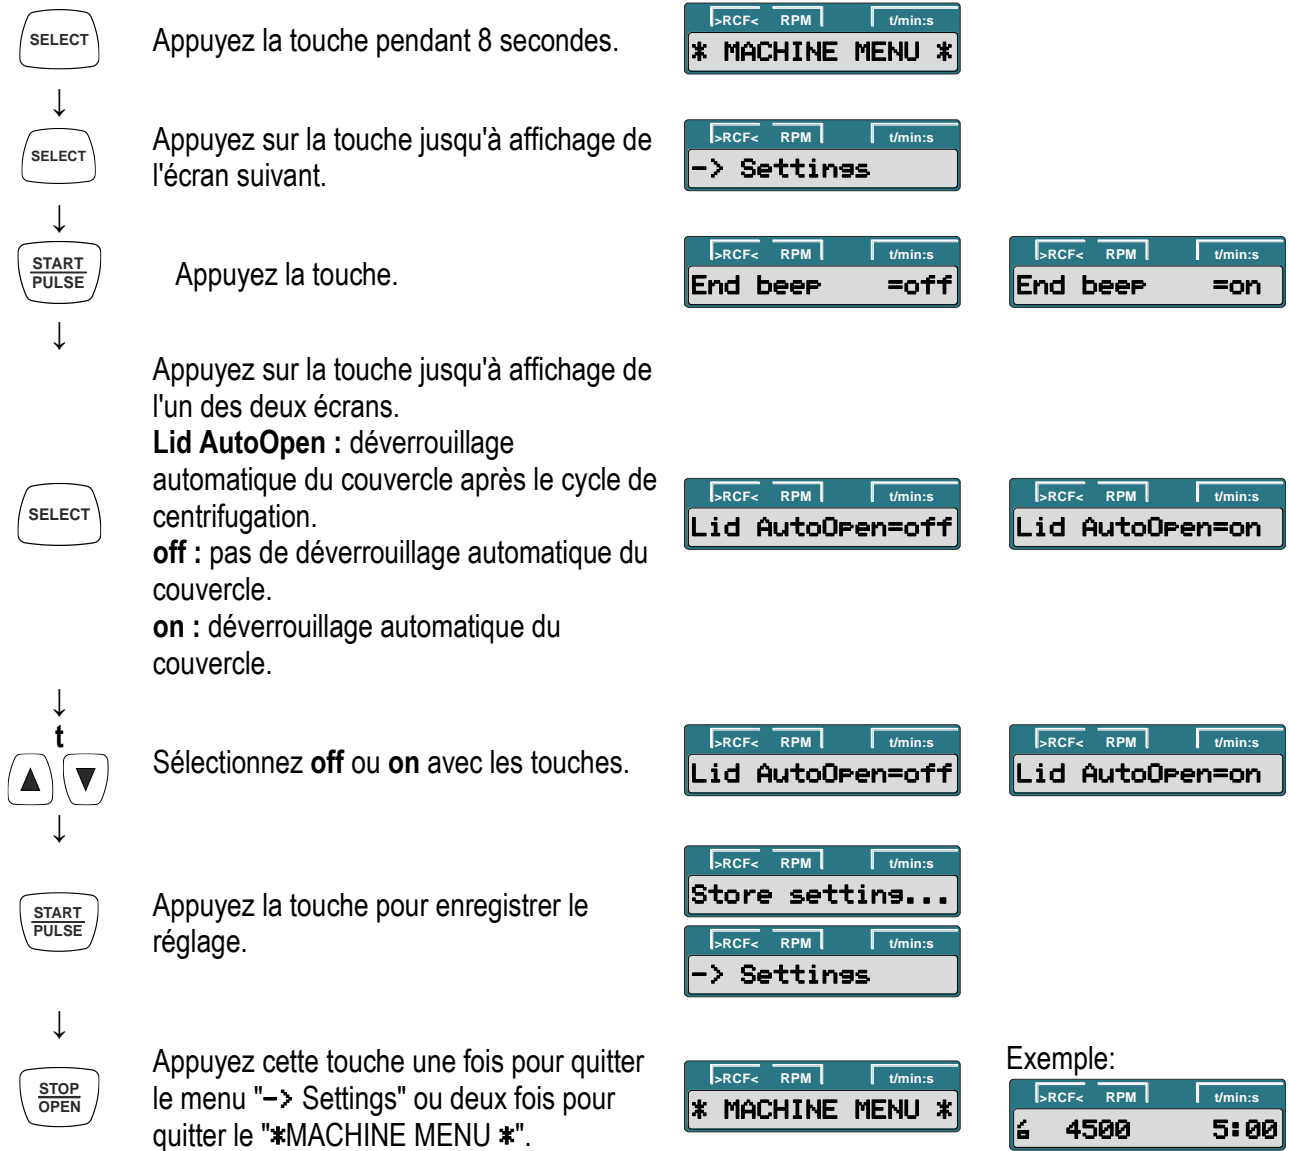 SELECT
Appuyez la touche pendant 8 secondes.
>RCF< RPM t/min:s
* MACHINE MENU *
↓
SELECT
Appuyez sur la touche jusqu'à affichage de
l'écran suivant.
>RCF< RPM t/min:s
-> Settings
↓
START
PULSE
Appuyez la touche.
>RCF< RPM t/min:s
End beep =off
>RCF< RPM t/min:s
End beep =on
↓
SELECT
Appuyez sur la touche jusqu'à affichage de
l'un des deux écrans.
Lid AutoOpen : déverrouillage
automatique du couvercle après le cycle de
centrifugation.
off : pas de déverrouillage automatique du
couvercle.
on : déverrouillage automatique du
couvercle.
>RCF< RPM t/min:s
Lid AutoOpen=off
>RCF< RPM t/min:s
Lid AutoOpen=on
↓
t
▲ ▼
Sélectionnez off ou on avec les touches.
>RCF< RPM t/min:s
Lid AutoOpen=off
>RCF< RPM t/min:s
Lid AutoOpen=on
↓
START
PULSE
Appuyez la touche pour enregistrer le
réglage.
>RCF< RPM t/min:s
Store setting...
>RCF< RPM t/min:s
-> Settings
↓
STOP
OPEN
Appuyez cette touche une fois pour quitter
le menu "-> Settings" ou deux fois pour
quitter le "*MACHINE MENU *".
>RCF< RPM t/min:s
* MACHINE MENU *
Exemple:
>RCF< RPM t/min:s
4500 5:00